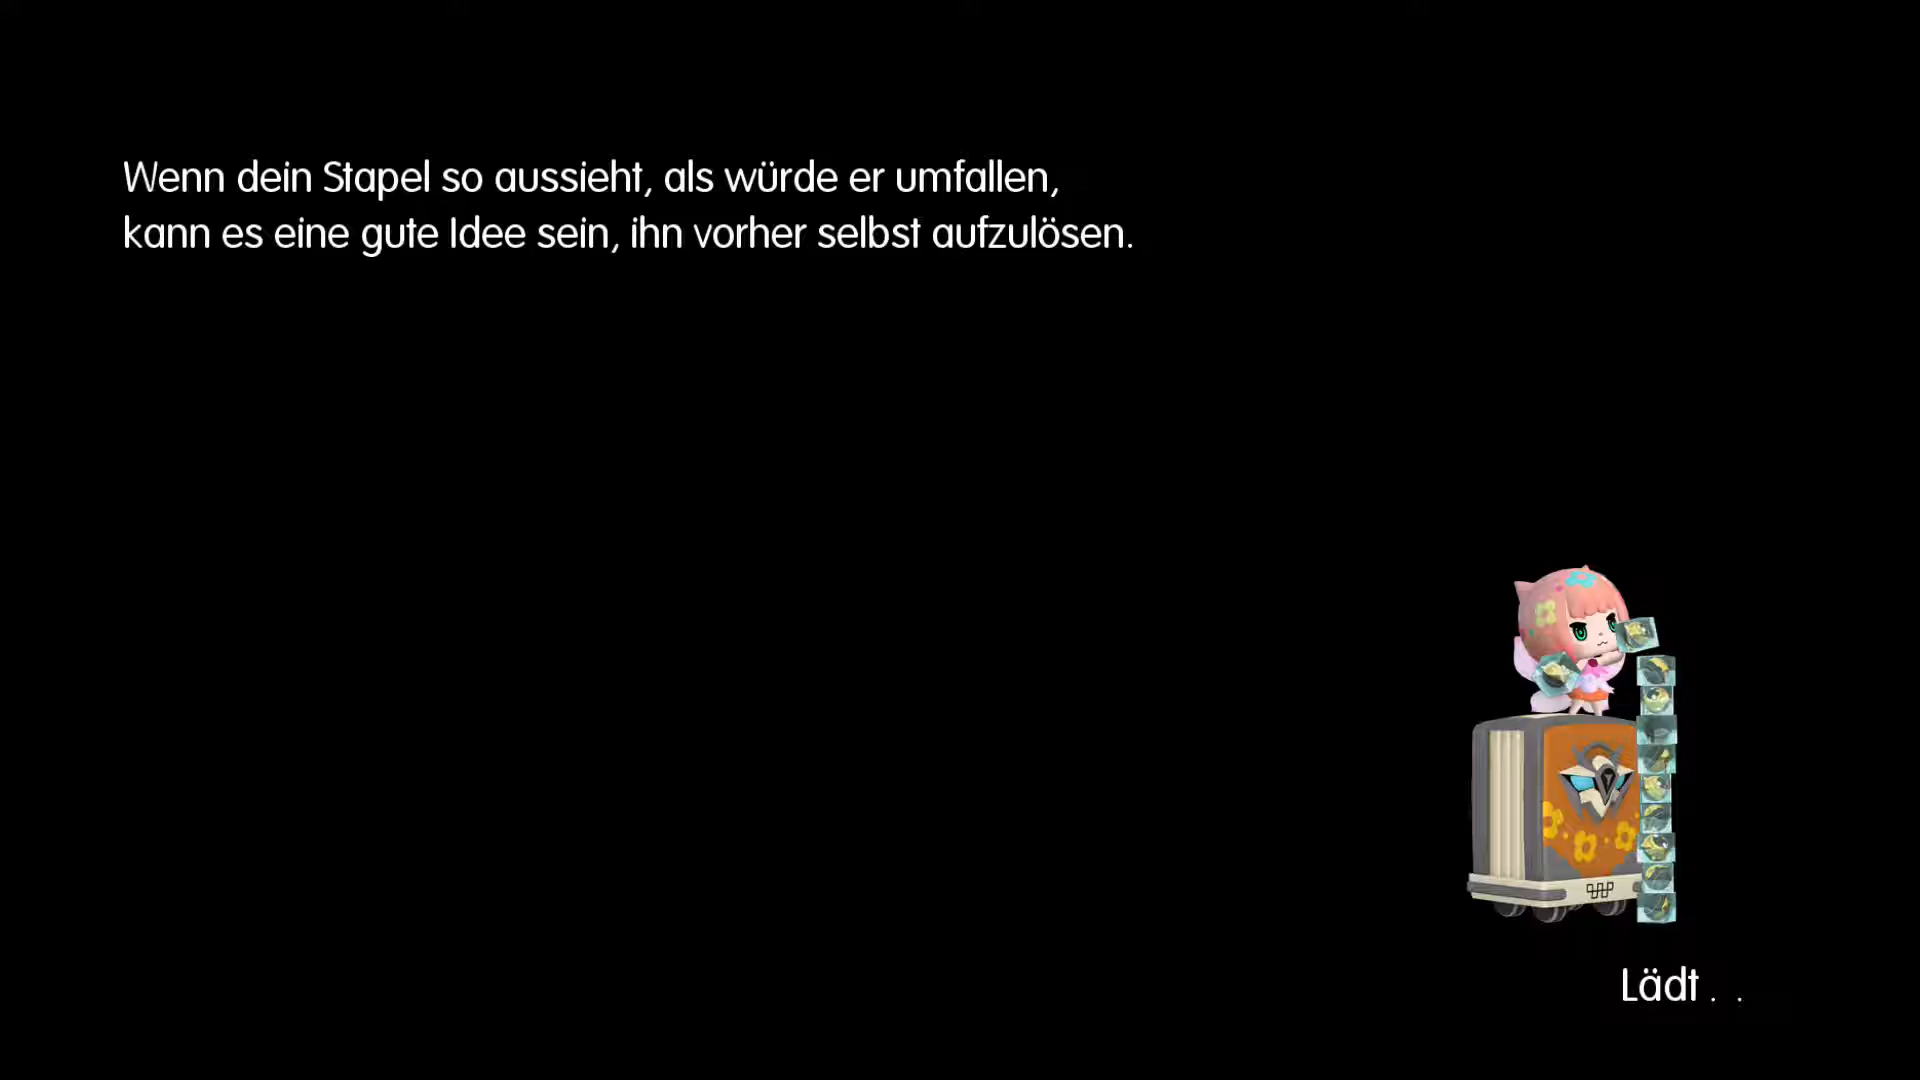 Wenn dein Stapel so aussieht, als würde er umfallen,
kann es eine gute Idee sein, ihn vorher selbst aufzulösen.
Lädt . .